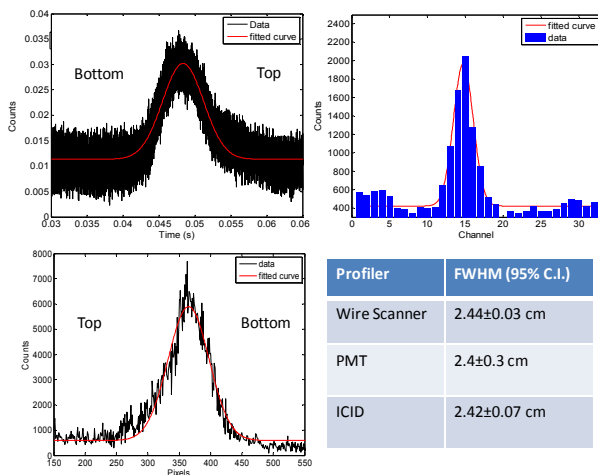 0.04
0.035
0.03
0.025
0.02
0.015
0.01
0.005
0
0.03 0.035 0.04 0.045 0.05 0.055 0.06
Counts
Time (s)
Data
fitted curve
Bottom
Top
2400
2200
2000
1800
1600
1400
1200
1000
800
600
400
0 5 10 15 20 25 30
Counts
Channel
fitted curve
data
8000
7000
6000
5000
4000
3000
2000
1000
0
150 200 250 300 350 400 450 500 550
Counts
Pixels
data
fitted curve
Top
Bottom
Profiler FWHM (95% C.I.)
Wire Scanner 2.44±0.03 cm
PMT 2.4±0.3 cm
ICID 2.42±0.07 cm